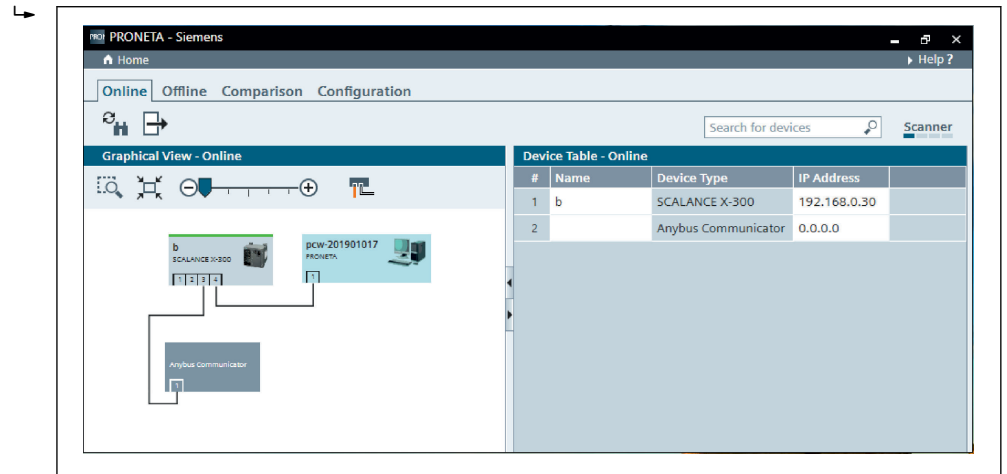 PRONETA - Siemens
Home
Help ?
Online Offline Comparison Configuration
Search for devices
Scanner
Graphical View - Online
b
SCALANCE X-300
1 2 3 4
pcw-201901017
PRONETA
1
Anybus Communicator
1
Device Table - Online
# Name Device Type IP Address
1 b SCALANCE X-300 192.168.0.30
2 Anybus Communicator 0.0.0.0